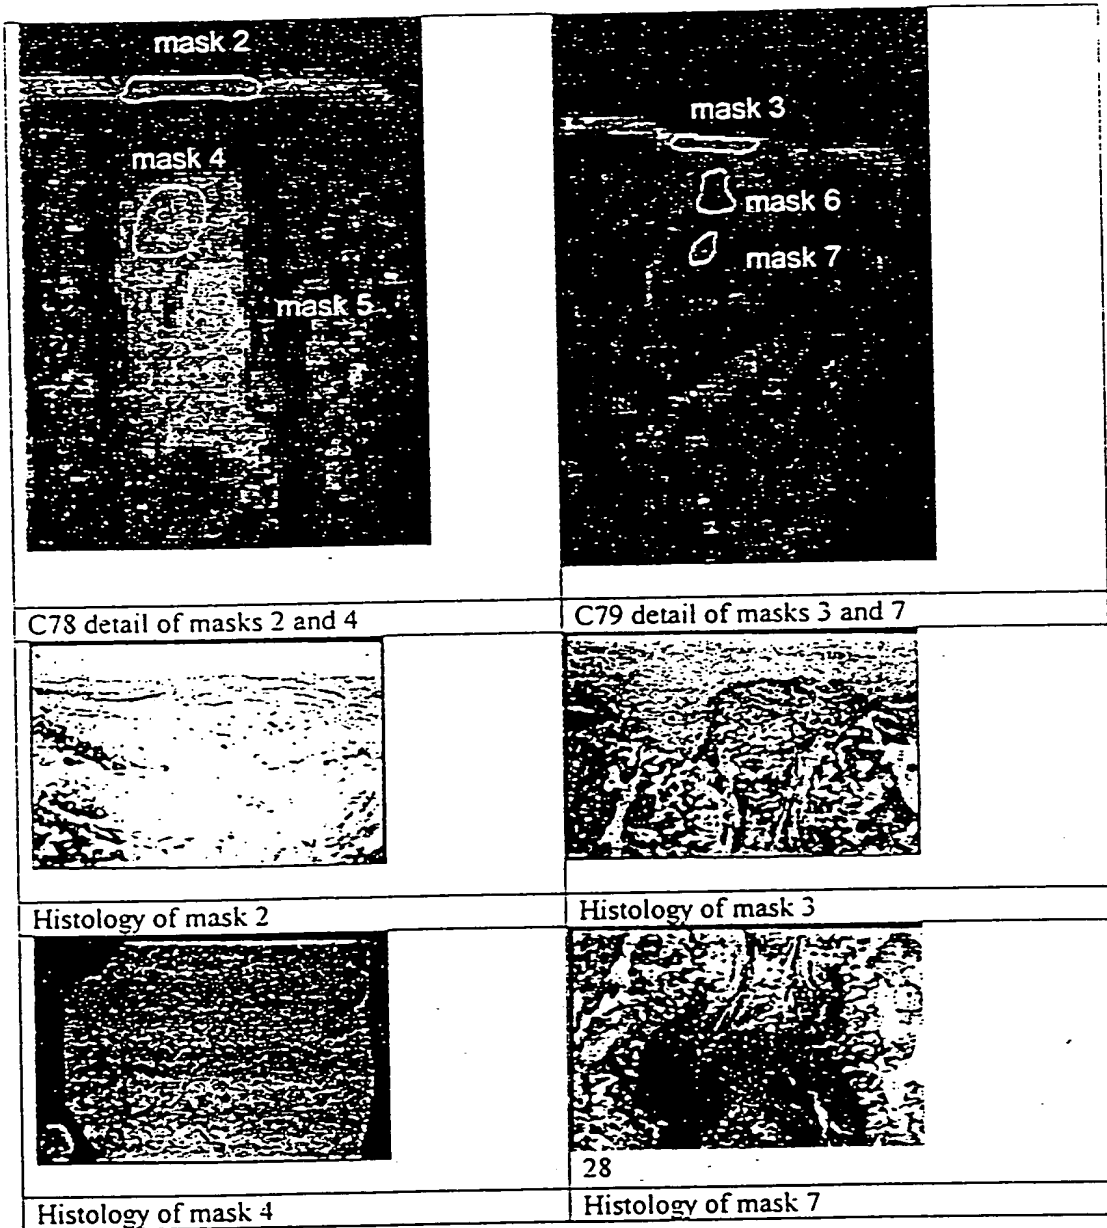 mask 2
mask 4
mask 5
mask 3
mask 6
mask 7
C78 detail of masks 2 and 4
C79 detail of masks 3 and 7
Histology of mask 2
Histology of mask 3
28
Histology of mask 4
Histology of mask 7